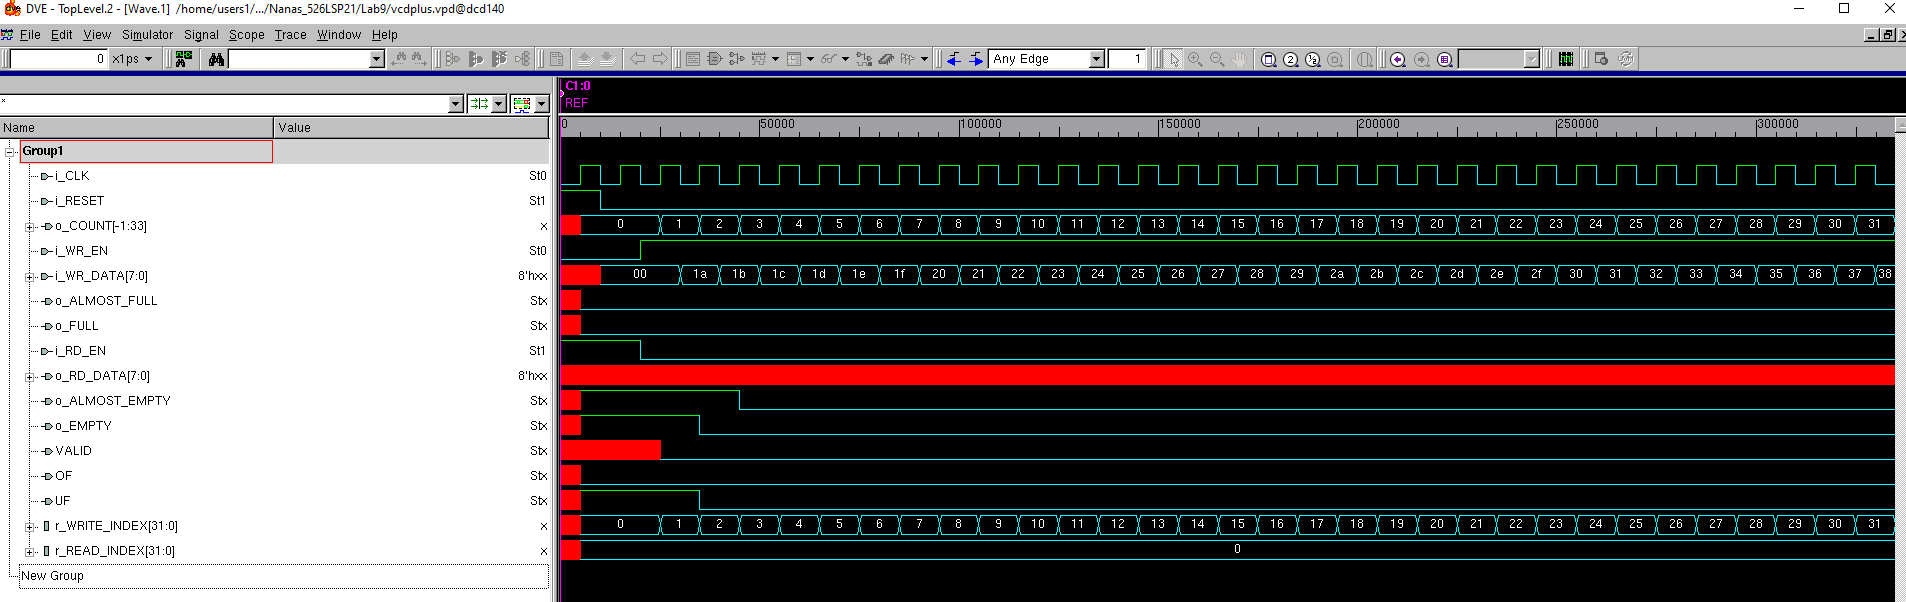 DVE - TopLevel.2 - [Wave.1]  /home/users1/.../Nanas_526LSP21/Lab9/vcdplus.vpd@dcd140
File Edit View Simulator Signal Scope Trace Window Help
0 x1ps Any Edge 1
*
C1:0
REF
Name Value
0 50000 100000 150000 200000 250000 300000
Group1
i_CLK St0
i_RESET St1
o_COUNT[-1:33] x 0 1 2 3 4 5 6 7 8 9 10 11 12 13 14 15 16 17 18 19 20 21 22 23 24 25 26 27 28 29 30 31
i_WR_EN St0
i_WR_DATA[7:0] 8'hxx 00 1a 1b 1c 1d 1e 1f 20 21 22 23 24 25 26 27 28 29 2a 2b 2c 2d 2e 2f 30 31 32 33 34 35 36 37 38
o_ALMOST_FULL Stx
o_FULL Stx
i_RD_EN St1
o_RD_DATA[7:0] 8'hxx
o_ALMOST_EMPTY Stx
o_EMPTY Stx
VALID Stx
OF Stx
UF Stx
r_WRITE_INDEX[31:0] x 0 1 2 3 4 5 6 7 8 9 10 11 12 13 14 15 16 17 18 19 20 21 22 23 24 25 26 27 28 29 30 31
r_READ_INDEX[31:0] x 0
New Group